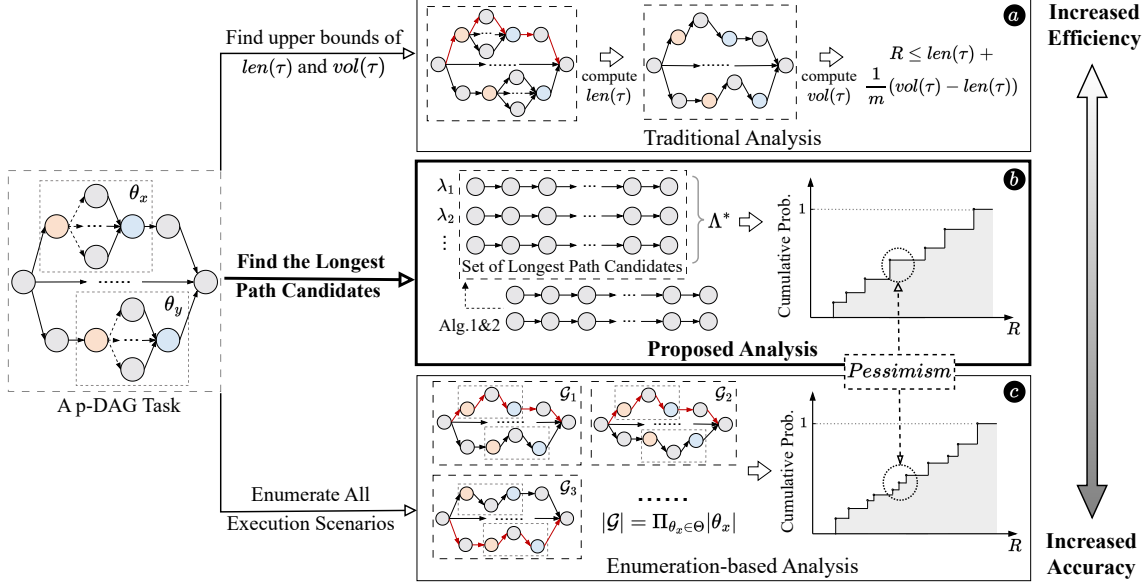 Find upper bounds of
len(τ) and vol(τ)
compute
len(τ)
compute
vol(τ)
R ≤ len(τ) +
1/m (vol(τ) − len(τ))
a
Traditional Analysis
Increased
Efficiency
θx
......
θy
A p-DAG Task
Find the Longest
Path Candidates
λ1
λ2
⋮
Set of Longest Path Candidates
Λ*
Alg.1&2
Proposed Analysis
b
Cumulative Prob.
1
R
Pessimism
Enumerate All
Execution Scenarios
G1
G2
G3
......
|G| = Πθx∈Θ|θx|
Enumeration-based Analysis
c
Cumulative Prob.
1
R
Increased
Accuracy